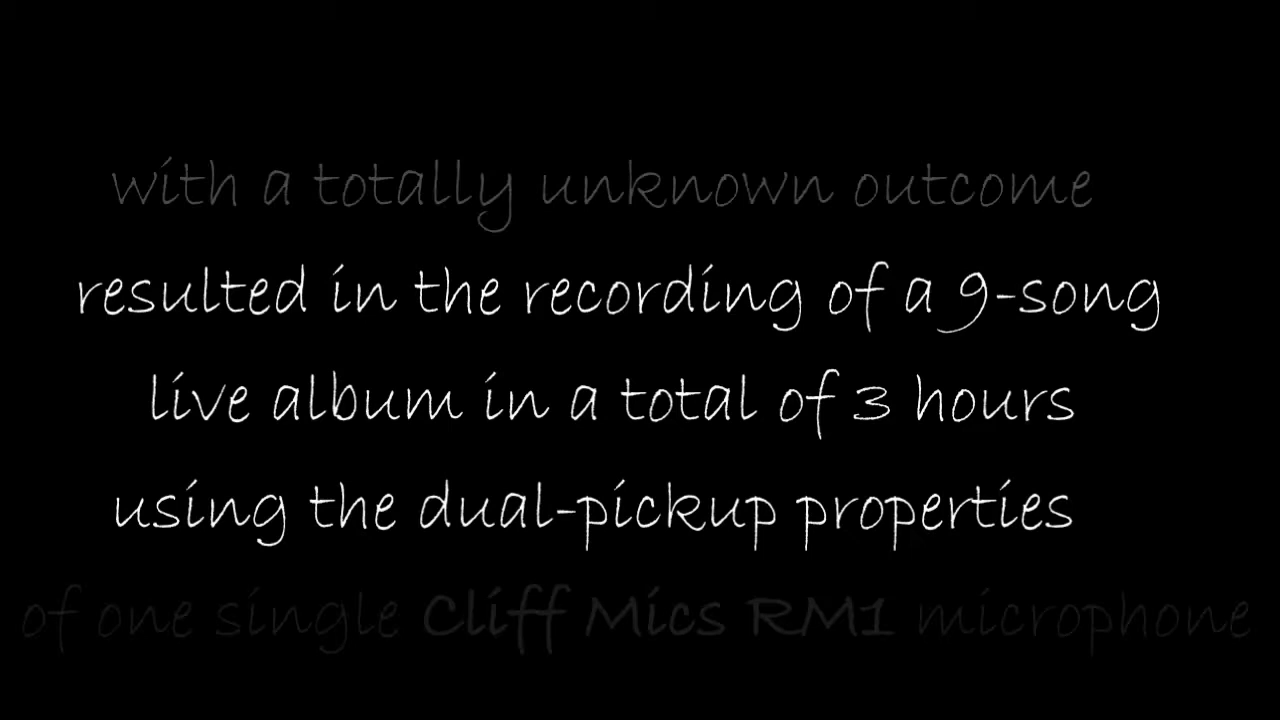 with a totally unknown outcome
resulted in the recording of a 9-song
live album in a total of 3 hours
using the dual-pickup properties
of one single Cliff Mics RM1 microphone